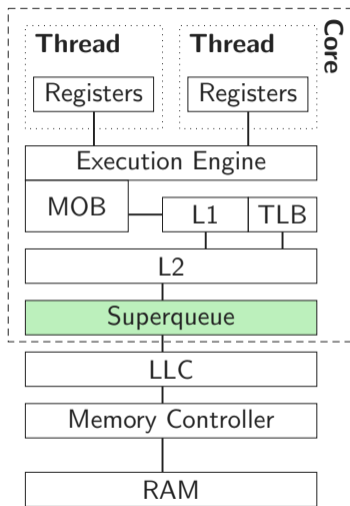 Core
Thread Thread
Registers Registers
Execution Engine
MOB L1 TLB
L2
Superqueue
LLC
Memory Controller
RAM